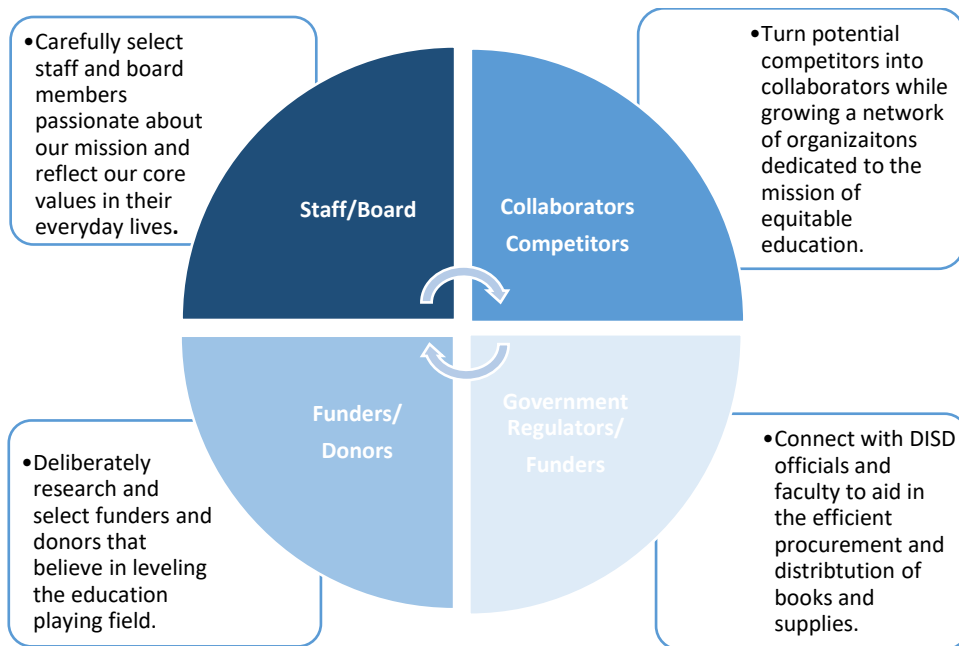 •Carefully select
staff and board
members
passionate about
our mission and
reflect our core
values in their
everyday lives.
Staff/Board
Collaborators
Competitors
•Turn potential
competitors into
collaborators while
growing a network
of organizaitons
dedicated to the
mission of
equitable
education.
•Deliberately
research and
select funders and
donors that
believe in leveling
the education
playing field.
Funders/
Donors
Government
Regulators/
Funders
•Connect with DISD
officials and
faculty to aid in
the efficient
procurement and
distribtution of
books and
supplies.